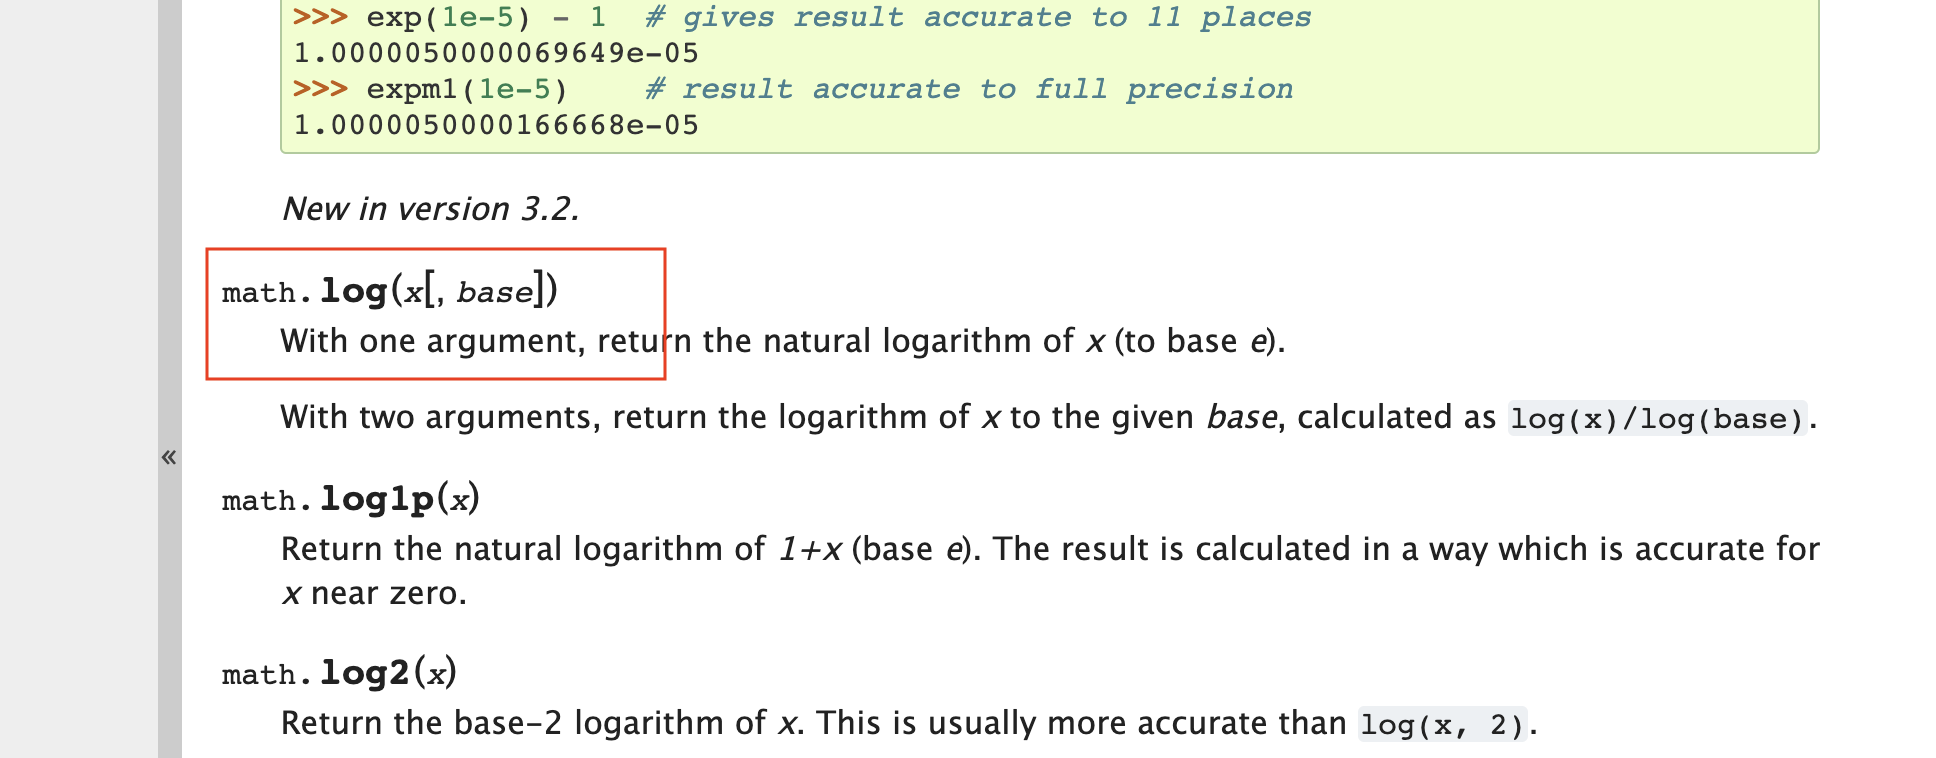 >>> exp(1e-5) - 1  # gives result accurate to 11 places
1.0000050000069649e-05
>>> expm1(1e-5)    # result accurate to full precision
1.0000050000166668e-05
New in version 3.2.
math.log(x[, base])
With one argument, return the natural logarithm of x (to base e).
With two arguments, return the logarithm of x to the given base, calculated as log(x)/log(base).
«
math.log1p(x)
Return the natural logarithm of 1+x (base e). The result is calculated in a way which is accurate for
x near zero.
math.log2(x)
Return the base-2 logarithm of x. This is usually more accurate than log(x, 2).